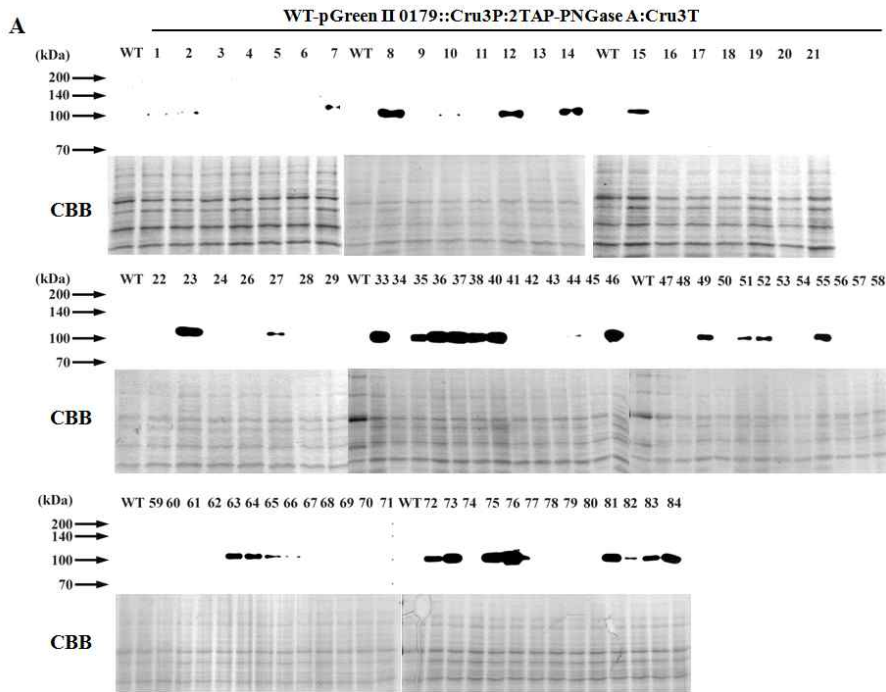 WT-pGreen II 0179::Cru3P:2TAP-PNGase A:Cru3T
A
(kDa) WT 1 2 3 4 5 6 7 WT 8 9 10 11 12 13 14 WT 15 16 17 18 19 20 21
200
140
100
70
CBB
(kDa) WT 22 23 24 26 27 28 29 WT 33 34 35 36 37 38 40 41 42 43 44 45 46 WT 47 48 49 50 51 52 53 54 55 56 57 58
200
140
100
70
CBB
(kDa) WT 59 60 61 62 63 64 65 66 67 68 69 70 71 WT 72 73 74 75 76 77 78 79 80 81 82 83 84
200
140
100
70
CBB